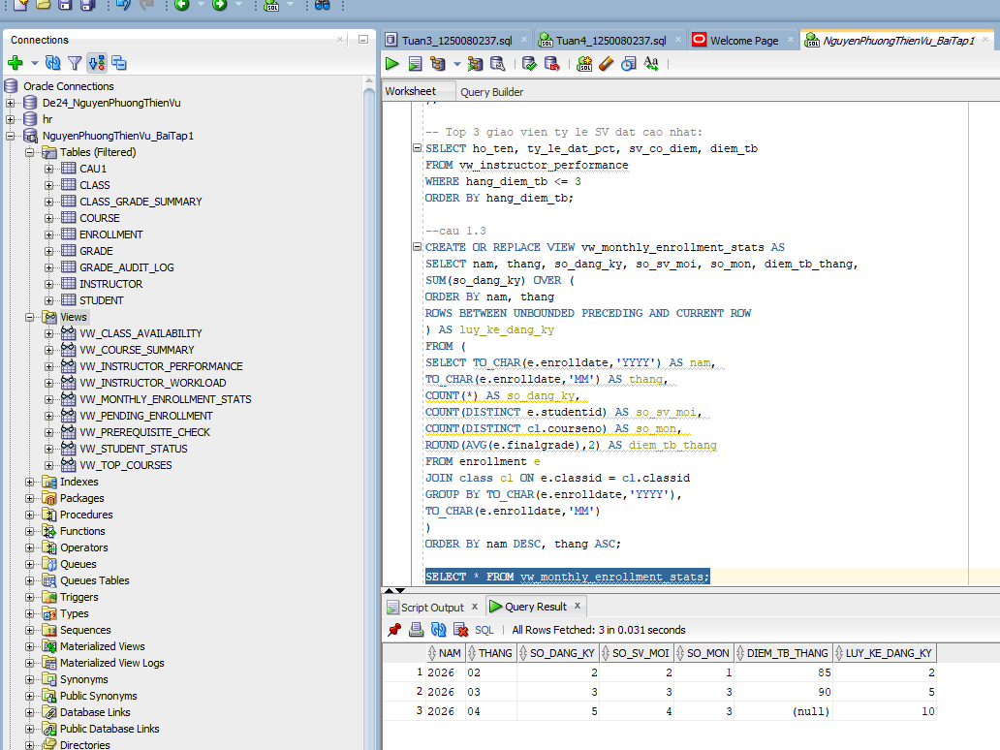 Connections
Oracle Connections
De24_NguyenPhuongThienVu
hr
NguyenPhuongThienVu_BaiTap1
Tables (Filtered)
CAU1
CLASS
CLASS_GRADE_SUMMARY
COURSE
ENROLLMENT
GRADE
GRADE_AUDIT_LOG
INSTRUCTOR
STUDENT
Views
VW_CLASS_AVAILABILITY
VW_COURSE_SUMMARY
VW_INSTRUCTOR_PERFORMANCE
VW_INSTRUCTOR_WORKLOAD
VW_MONTHLY_ENROLLMENT_STATS
VW_PENDING_ENROLLMENT
VW_PREREQUISITE_CHECK
VW_STUDENT_STATUS
VW_TOP_COURSES
Indexes
Packages
Procedures
Functions
Operators
Queues
Queues Tables
Triggers
Types
Sequences
Materialized Views
Materialized View Logs
Synonyms
Public Synonyms
Database Links
Public Database Links
Directories
Tuan3_1250080237.sql
Tuan4_1250080237.sql
Welcome Page
NguyenPhuongThienVu_BaiTap1
Worksheet
Query Builder
-- Top 3 giao vien ty le SV dat cao nhat:
SELECT ho_ten, ty_le_dat_pct, sv_co_diem, diem_tb
FROM vw_instructor_performance
WHERE hang_diem_tb <= 3
ORDER BY hang_diem_tb;
--cau 1.3
CREATE OR REPLACE VIEW vw_monthly_enrollment_stats AS
SELECT nam, thang, so_dang_ky, so_sv_moi, so_mon, diem_tb_thang,
SUM(so_dang_ky) OVER (
ORDER BY nam, thang
ROWS BETWEEN UNBOUNDED PRECEDING AND CURRENT ROW
) AS luy_ke_dang_ky
FROM (
SELECT TO_CHAR(e.enrolldate,'YYYY') AS nam,
TO_CHAR(e.enrolldate,'MM') AS thang,
COUNT(*) AS so_dang_ky,
COUNT(DISTINCT e.studentid) AS so_sv_moi,
COUNT(DISTINCT cl.courseno) AS so_mon,
ROUND(AVG(e.finalgrade),2) AS diem_tb_thang
FROM enrollment e
JOIN class cl ON e.classid = cl.classid
GROUP BY TO_CHAR(e.enrolldate,'YYYY'),
TO_CHAR(e.enrolldate,'MM')
)
ORDER BY nam DESC, thang ASC;
SELECT * FROM vw_monthly_enrollment_stats;
Script Output x
Query Result x
SQL | All Rows Fetched: 3 in 0.031 seconds
NAM THANG SO_DANG_KY SO_SV_MOI SO_MON DIEM_TB_THANG LUY_KE_DANG_KY
1 2026 02 2 2 1 85 2
2 2026 03 3 3 3 90 5
3 2026 04 5 4 3 (null) 10